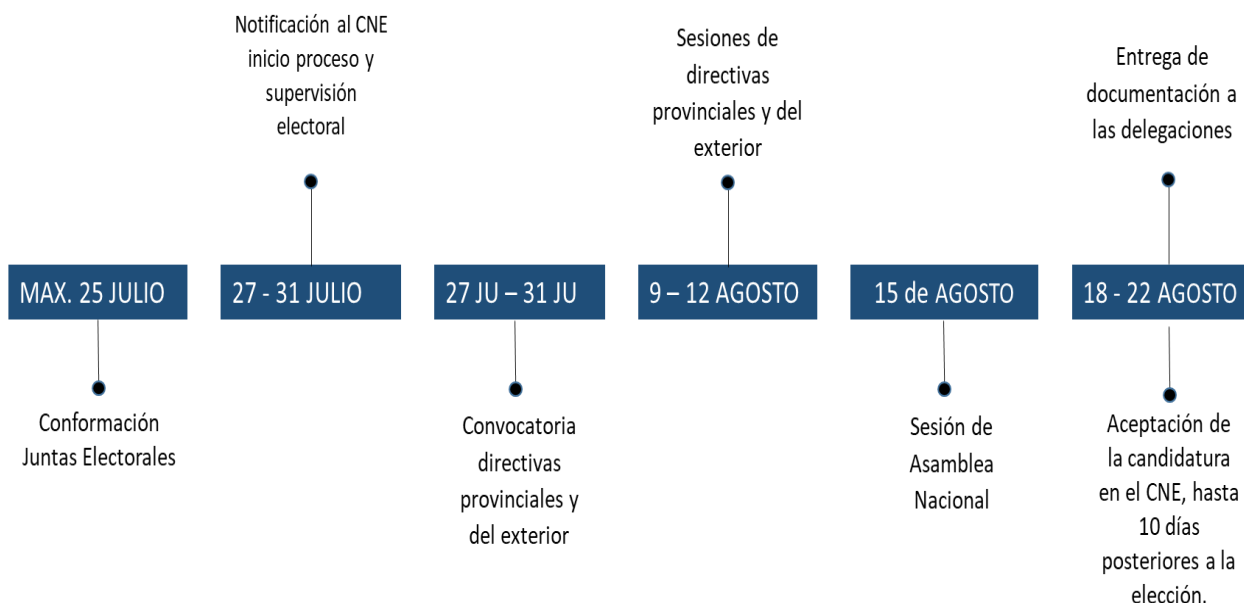 Notificación al CNE
inicio proceso y
supervisión
electoral
Sesiones de
directivas
provinciales y del
exterior
Entrega de
documentación a
las delegaciones
MAX. 25 JULIO
27 - 31 JULIO
27 JU – 31 JU
9 – 12 AGOSTO
15 de AGOSTO
18 - 22 AGOSTO
Conformación
Juntas Electorales
Convocatoria
directivas
provinciales y
del exterior
Sesión de
Asamblea
Nacional
Aceptación de
la candidatura
en el CNE, hasta
10 días
posteriores a la
elección.